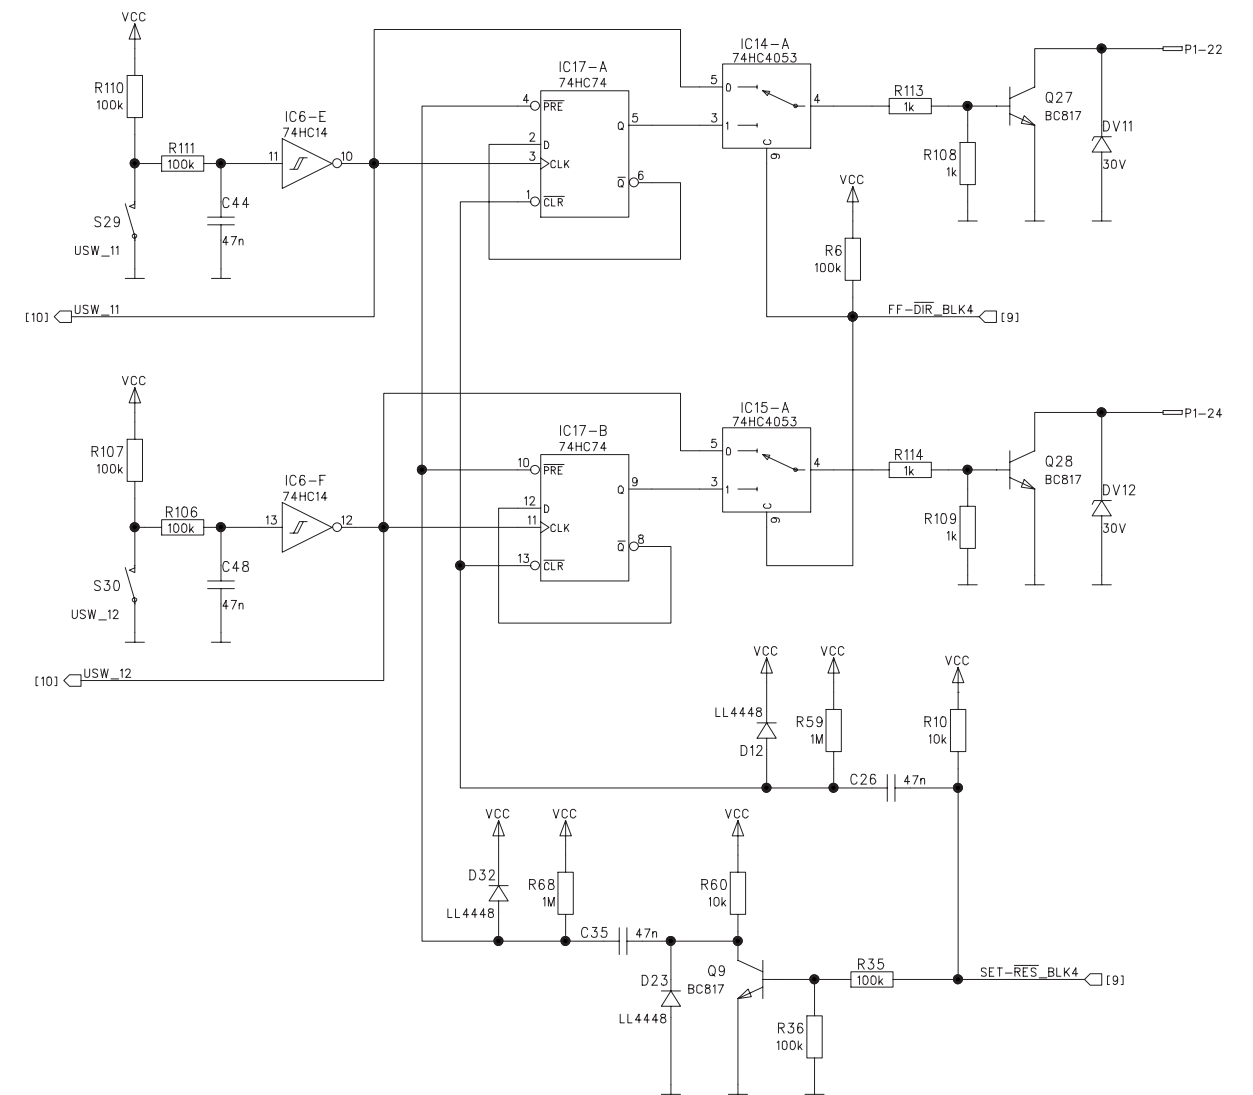 VCC
R110
100k
R111
100k
S29
USW_11
C44
47n
IC6-E
74HC14
11
10
[10]
USW_11
IC17-A
74HC74
4
PRE
2
D
3
CLK
1
CLR
Q
5
Q
6
IC14-A
74HC4053
5
0
3
1
4
C
9
R113
1k
R108
1k
Q27
BC817
DV11
30V
P1-22
VCC
R6
100k
FF-DIR_BLK4
[9]
VCC
R107
100k
R106
100k
S30
USW_12
C48
47n
IC6-F
74HC14
13
12
[10]
USW_12
IC17-B
74HC74
10
PRE
12
D
11
CLK
13
CLR
Q
9
Q
8
IC15-A
74HC4053
5
0
3
1
4
C
9
R114
1k
R109
1k
Q28
BC817
DV12
30V
P1-24
VCC
LL4448
D12
VCC
R59
1M
C26
47n
VCC
R10
10k
VCC
D32
LL4448
VCC
R68
1M
C35
47n
VCC
R60
10k
D23
LL4448
Q9
BC817
R35
100k
R36
100k
SET-RES_BLK4
[9]